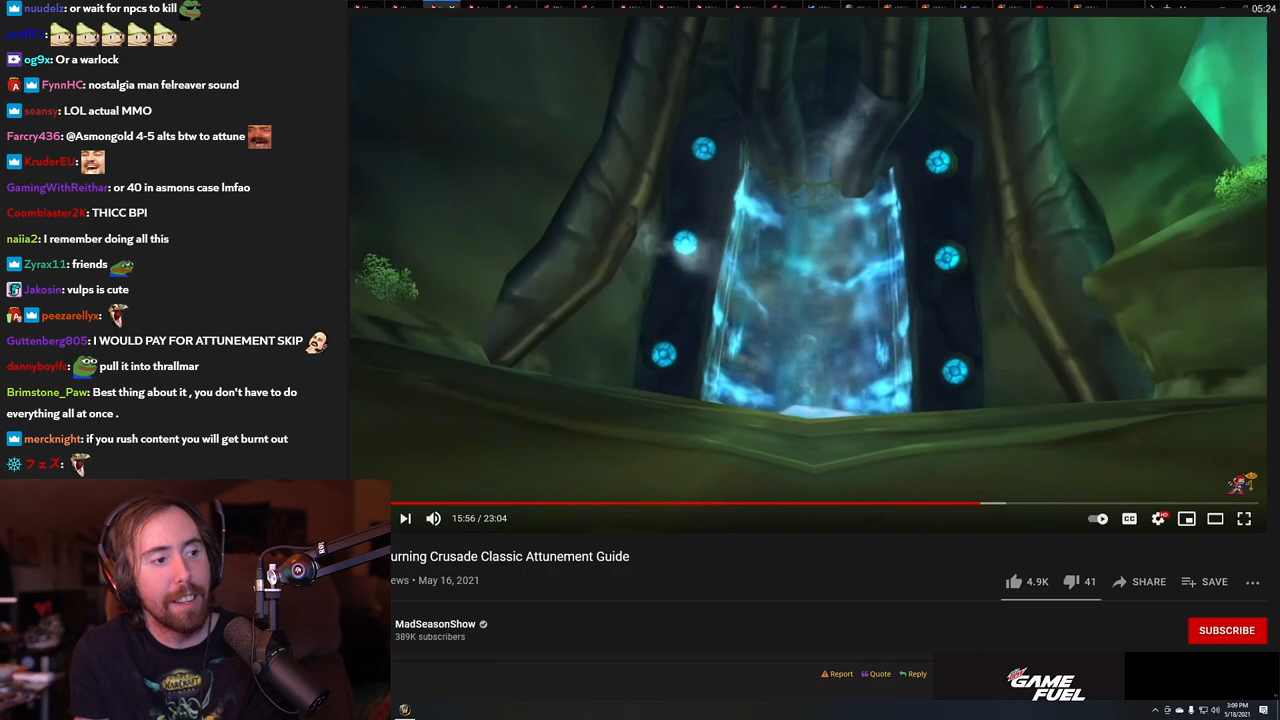 nuudelz: or wait for npcs to kill
og9x: Or a warlock
FynnHC: nostalgia man felreaver sound
seansy: LOL actual MMO
Farcry436: @Asmongold 4-5 alts btw to attune
KrudorEU:
GamingWithReithar: or 40 in asmons case lmfao
Coomblaster2K: THICC BPI
naiia2: I remember doing all this
Zyrax11: friends
Jakosin: vulps is cute
peezarellyx:
Guttenberg805: I WOULD PAY FOR ATTUNEMENT SKIP
dannyboylfc: pull it into thrallmar
Brimstone_Paw: Best thing about it , you don't have to do
everything all at once .
mercknight: if you rush content you will get burnt out
フェズ:
05:24
15:56 / 23:04
CC
HD
urning Crusade Classic Attunement Guide
ews • May 16, 2021
4.9K
41
SHARE
SAVE
MadSeasonShow
389K subscribers
SUBSCRIBE
Report
Quote
Reply
GAME
FUEL
3:09 PM
5/18/2021